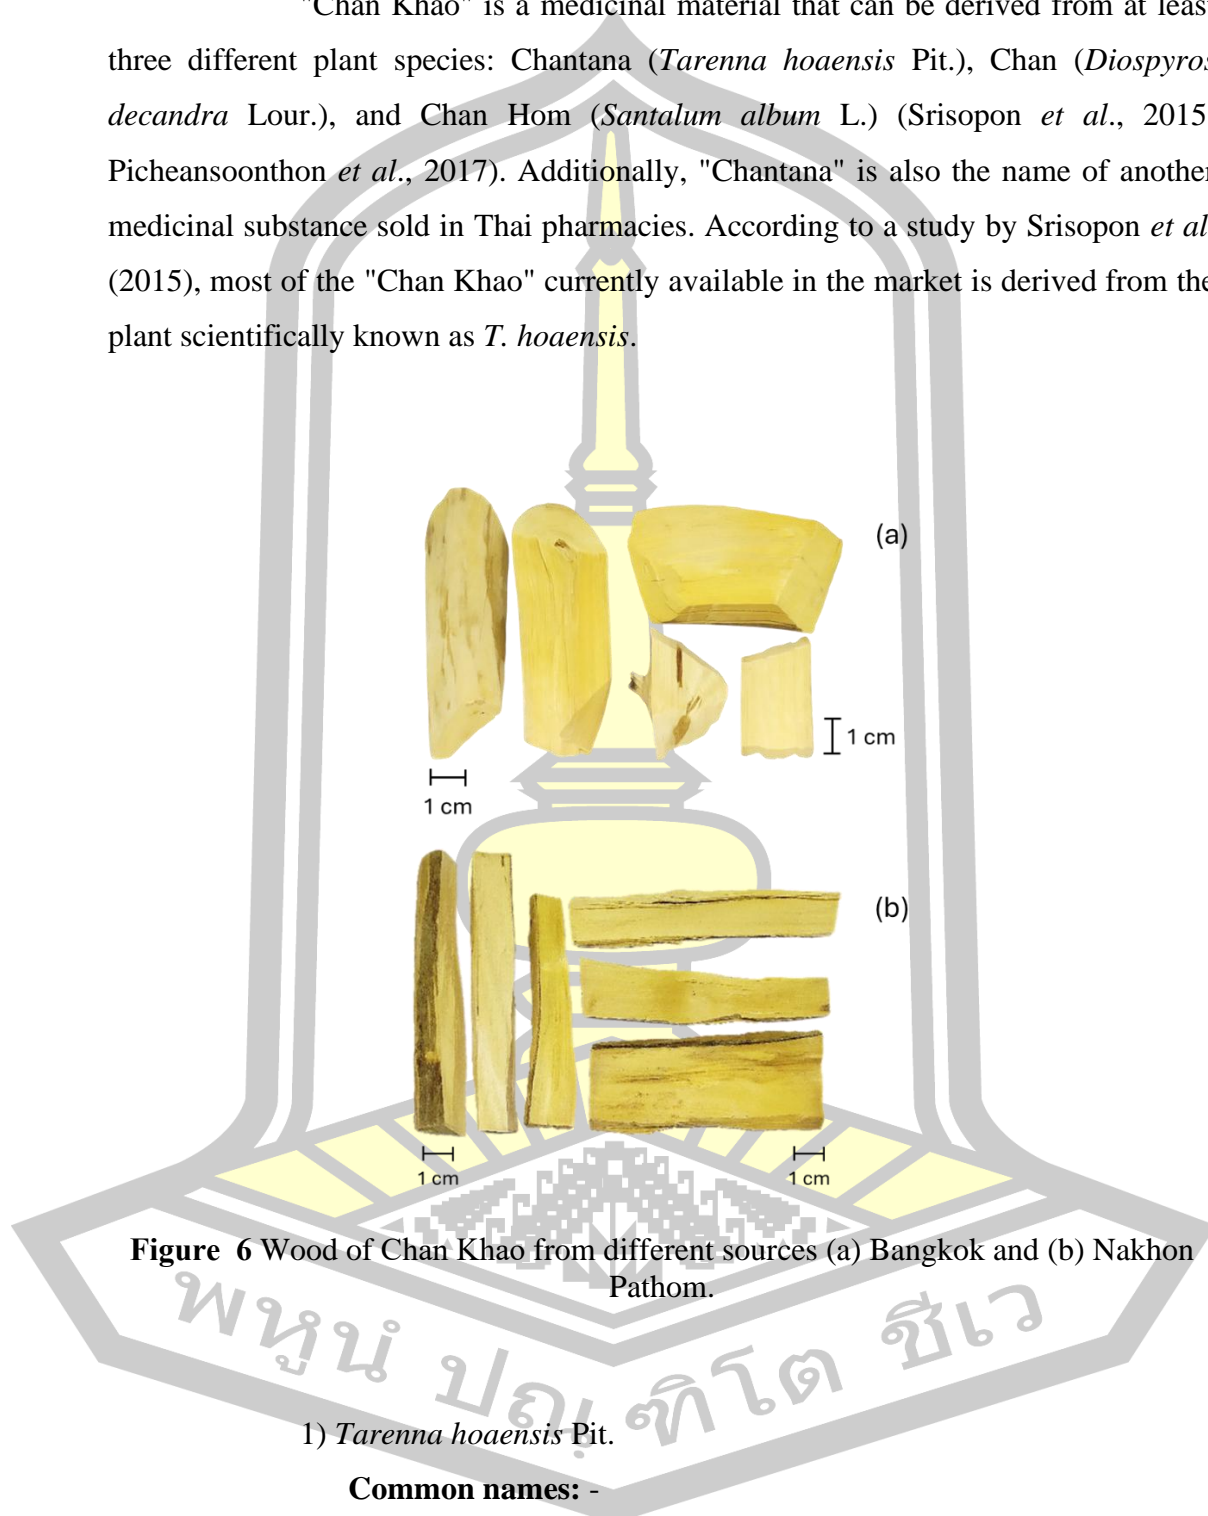 "Chan Khao" is a medicinal material that can be derived from at least
three different plant species: Chantana (Tarenna hoaensis Pit.), Chan (Diospyros
decandra Lour.), and Chan Hom (Santalum album L.) (Srisopon et al., 2015
Picheansoonthon et al., 2017). Additionally, "Chantana" is also the name of another
medicinal substance sold in Thai pharmacies. According to a study by Srisopon et al
(2015), most of the "Chan Khao" currently available in the market is derived from the
plant scientifically known as T. hoaensis.
(a)
1 cm
1 cm
(b)
1 cm
1 cm
Figure 6 Wood of Chan Khao from different sources (a) Bangkok and (b) Nakhon
Pathom.
พหูนํ ปณฺฑิโต ชีเว
1) Tarenna hoaensis Pit.
Common names: -